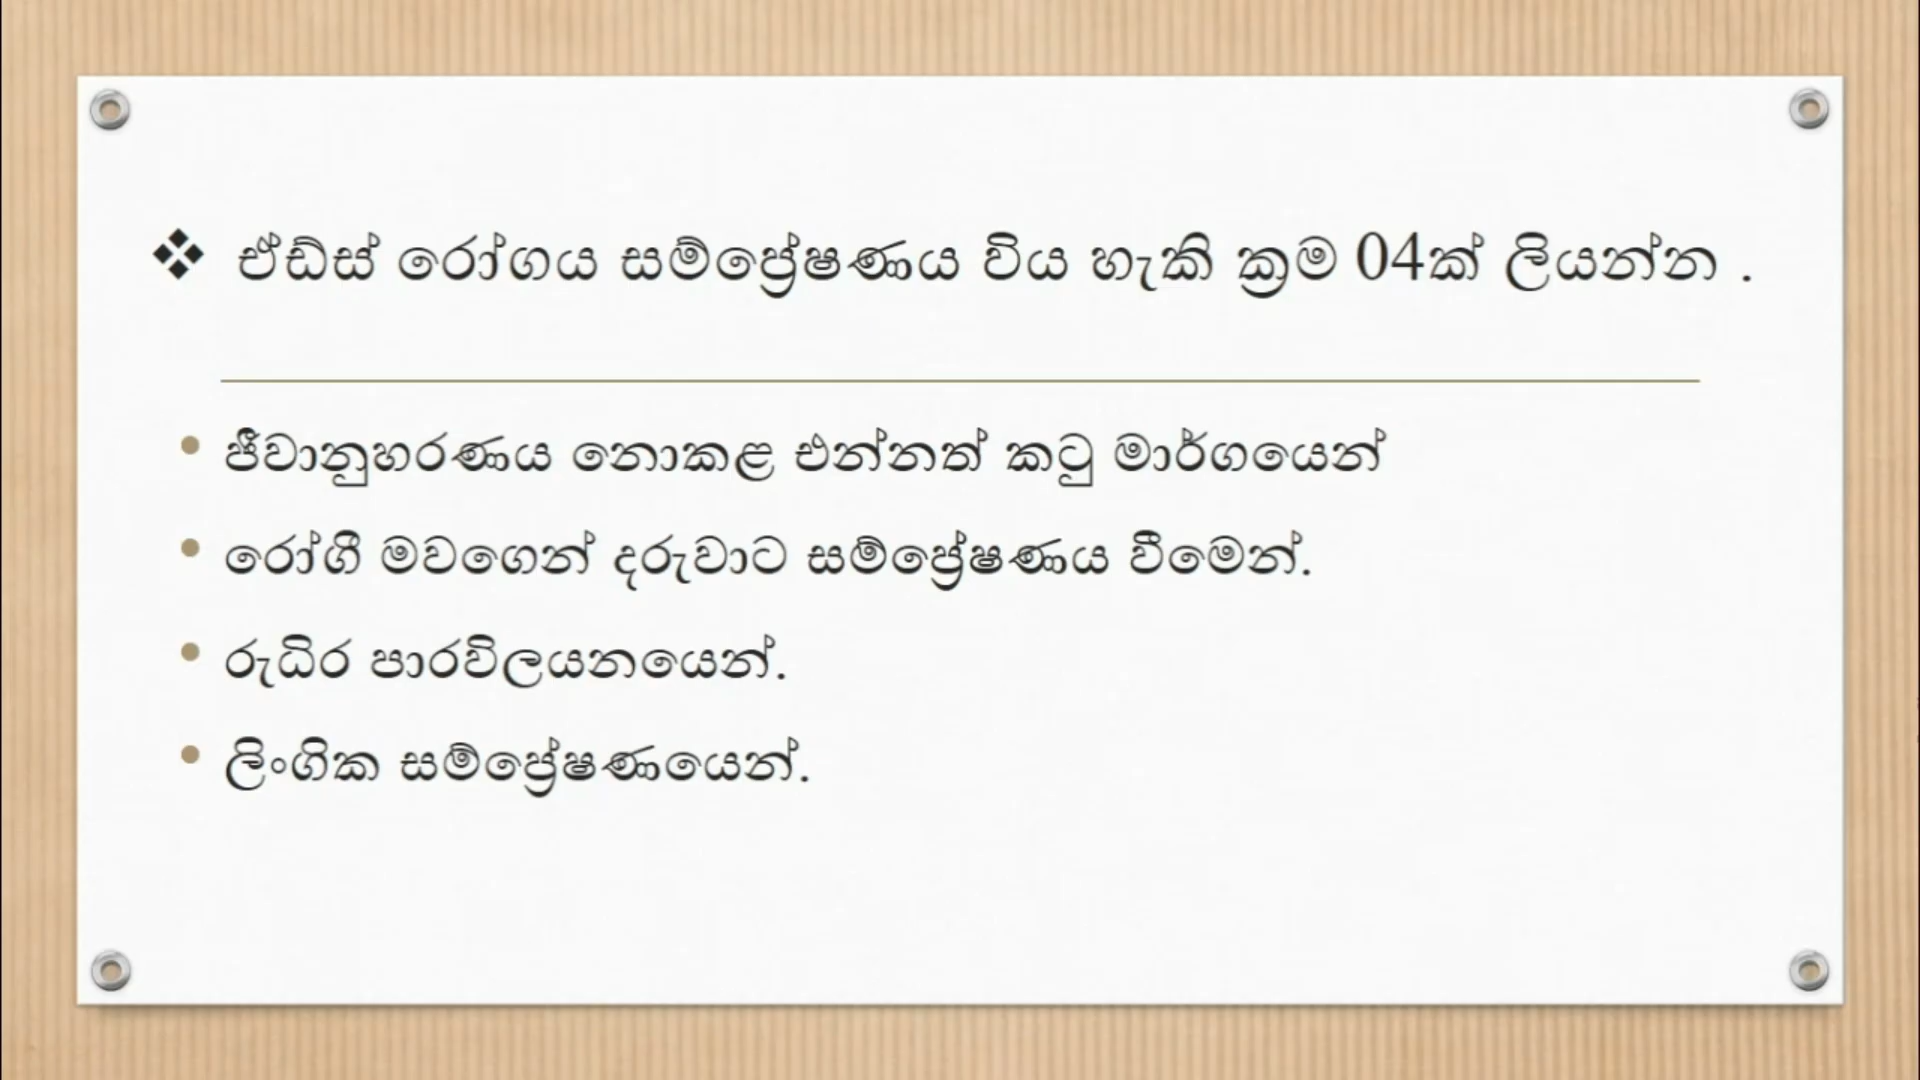 ❖ ඒඩ්ස් රෝගය සම්ප්‍රේෂණය විය හැකි ක්‍රම 04ක් ලියන්න .
• ජීවානුහරණය නොකළ එන්නත් කටු මාර්ගයෙන්
• රෝගී මවගෙන් දරුවාට සම්ප්‍රේෂණය වීමෙන්.
• රුධිර පාරවිලයනයෙන්.
• ලිංගික සම්ප්‍රේෂණයෙන්.